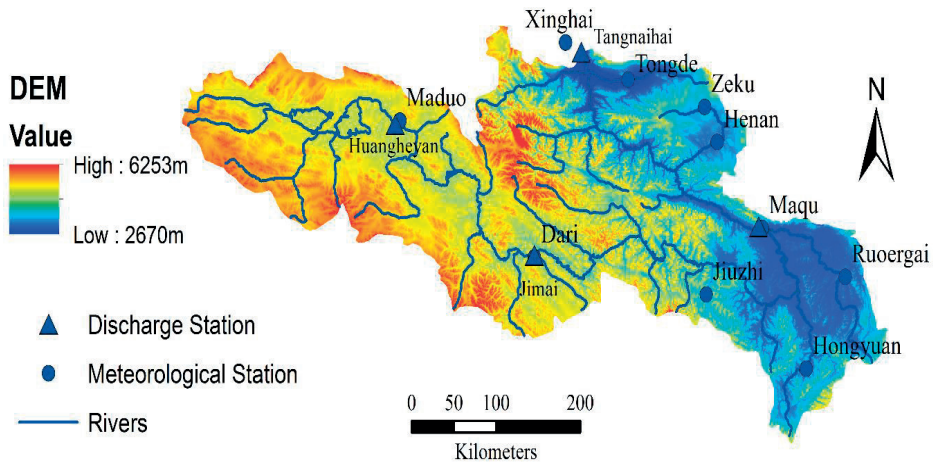 Xinghai
Tangnaihai
Tongde
Zeku
Henan
N
DEM
Value
High : 6253m
Low : 2670m
Maduo
Huangheyan
Maqu
Dari
Jimai
Jiuzhi
Ruoergai
Hongyuan
Discharge Station
Meteorological Station
Rivers
0 50 100 200
Kilometers